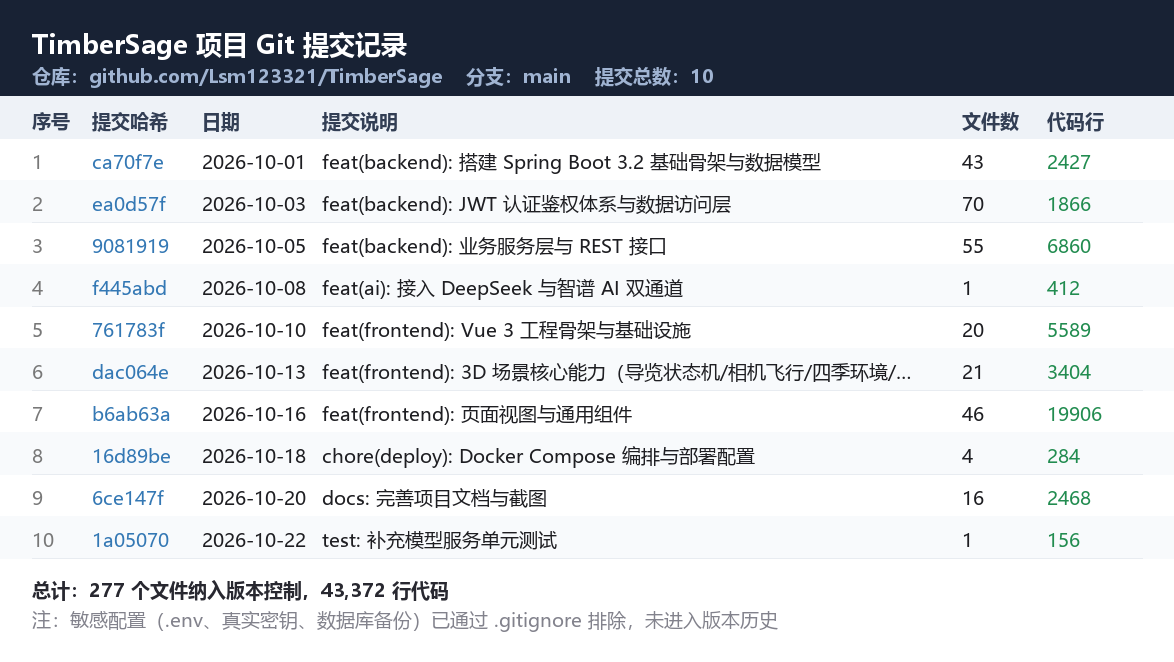 TimberSage 项目 Git 提交记录
仓库：github.com/Lsm123321/TimberSage 分支：main 提交总数：10
序号 提交哈希 日期 提交说明 文件数 代码行
1 ca70f7e 2026-10-01 feat(backend): 搭建 Spring Boot 3.2 基础骨架与数据模型 43 2427
2 ea0d57f 2026-10-03 feat(backend): JWT 认证鉴权体系与数据访问层 70 1866
3 9081919 2026-10-05 feat(backend): 业务服务层与 REST 接口 55 6860
4 f445abd 2026-10-08 feat(ai): 接入 DeepSeek 与智谱 AI 双通道 1 412
5 761783f 2026-10-10 feat(frontend): Vue 3 工程骨架与基础设施 20 5589
6 dac064e 2026-10-13 feat(frontend): 3D 场景核心能力（导览状态机/相机飞行/四季环境/... 21 3404
7 b6ab63a 2026-10-16 feat(frontend): 页面视图与通用组件 46 19906
8 16d89be 2026-10-18 chore(deploy): Docker Compose 编排与部署配置 4 284
9 6ce147f 2026-10-20 docs: 完善项目文档与截图 16 2468
10 1a05070 2026-10-22 test: 补充模型服务单元测试 1 156
总计：277 个文件纳入版本控制，43,372 行代码
注：敏感配置（.env、真实密钥、数据库备份）已通过 .gitignore 排除，未进入版本历史